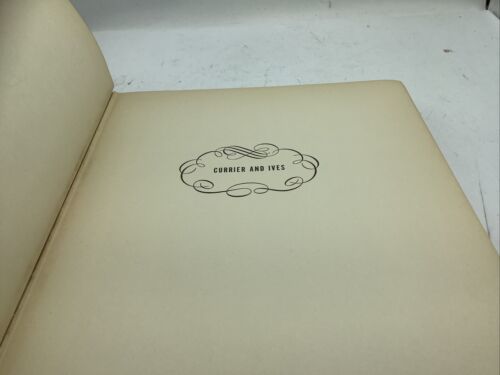 CURRIER AND IVES